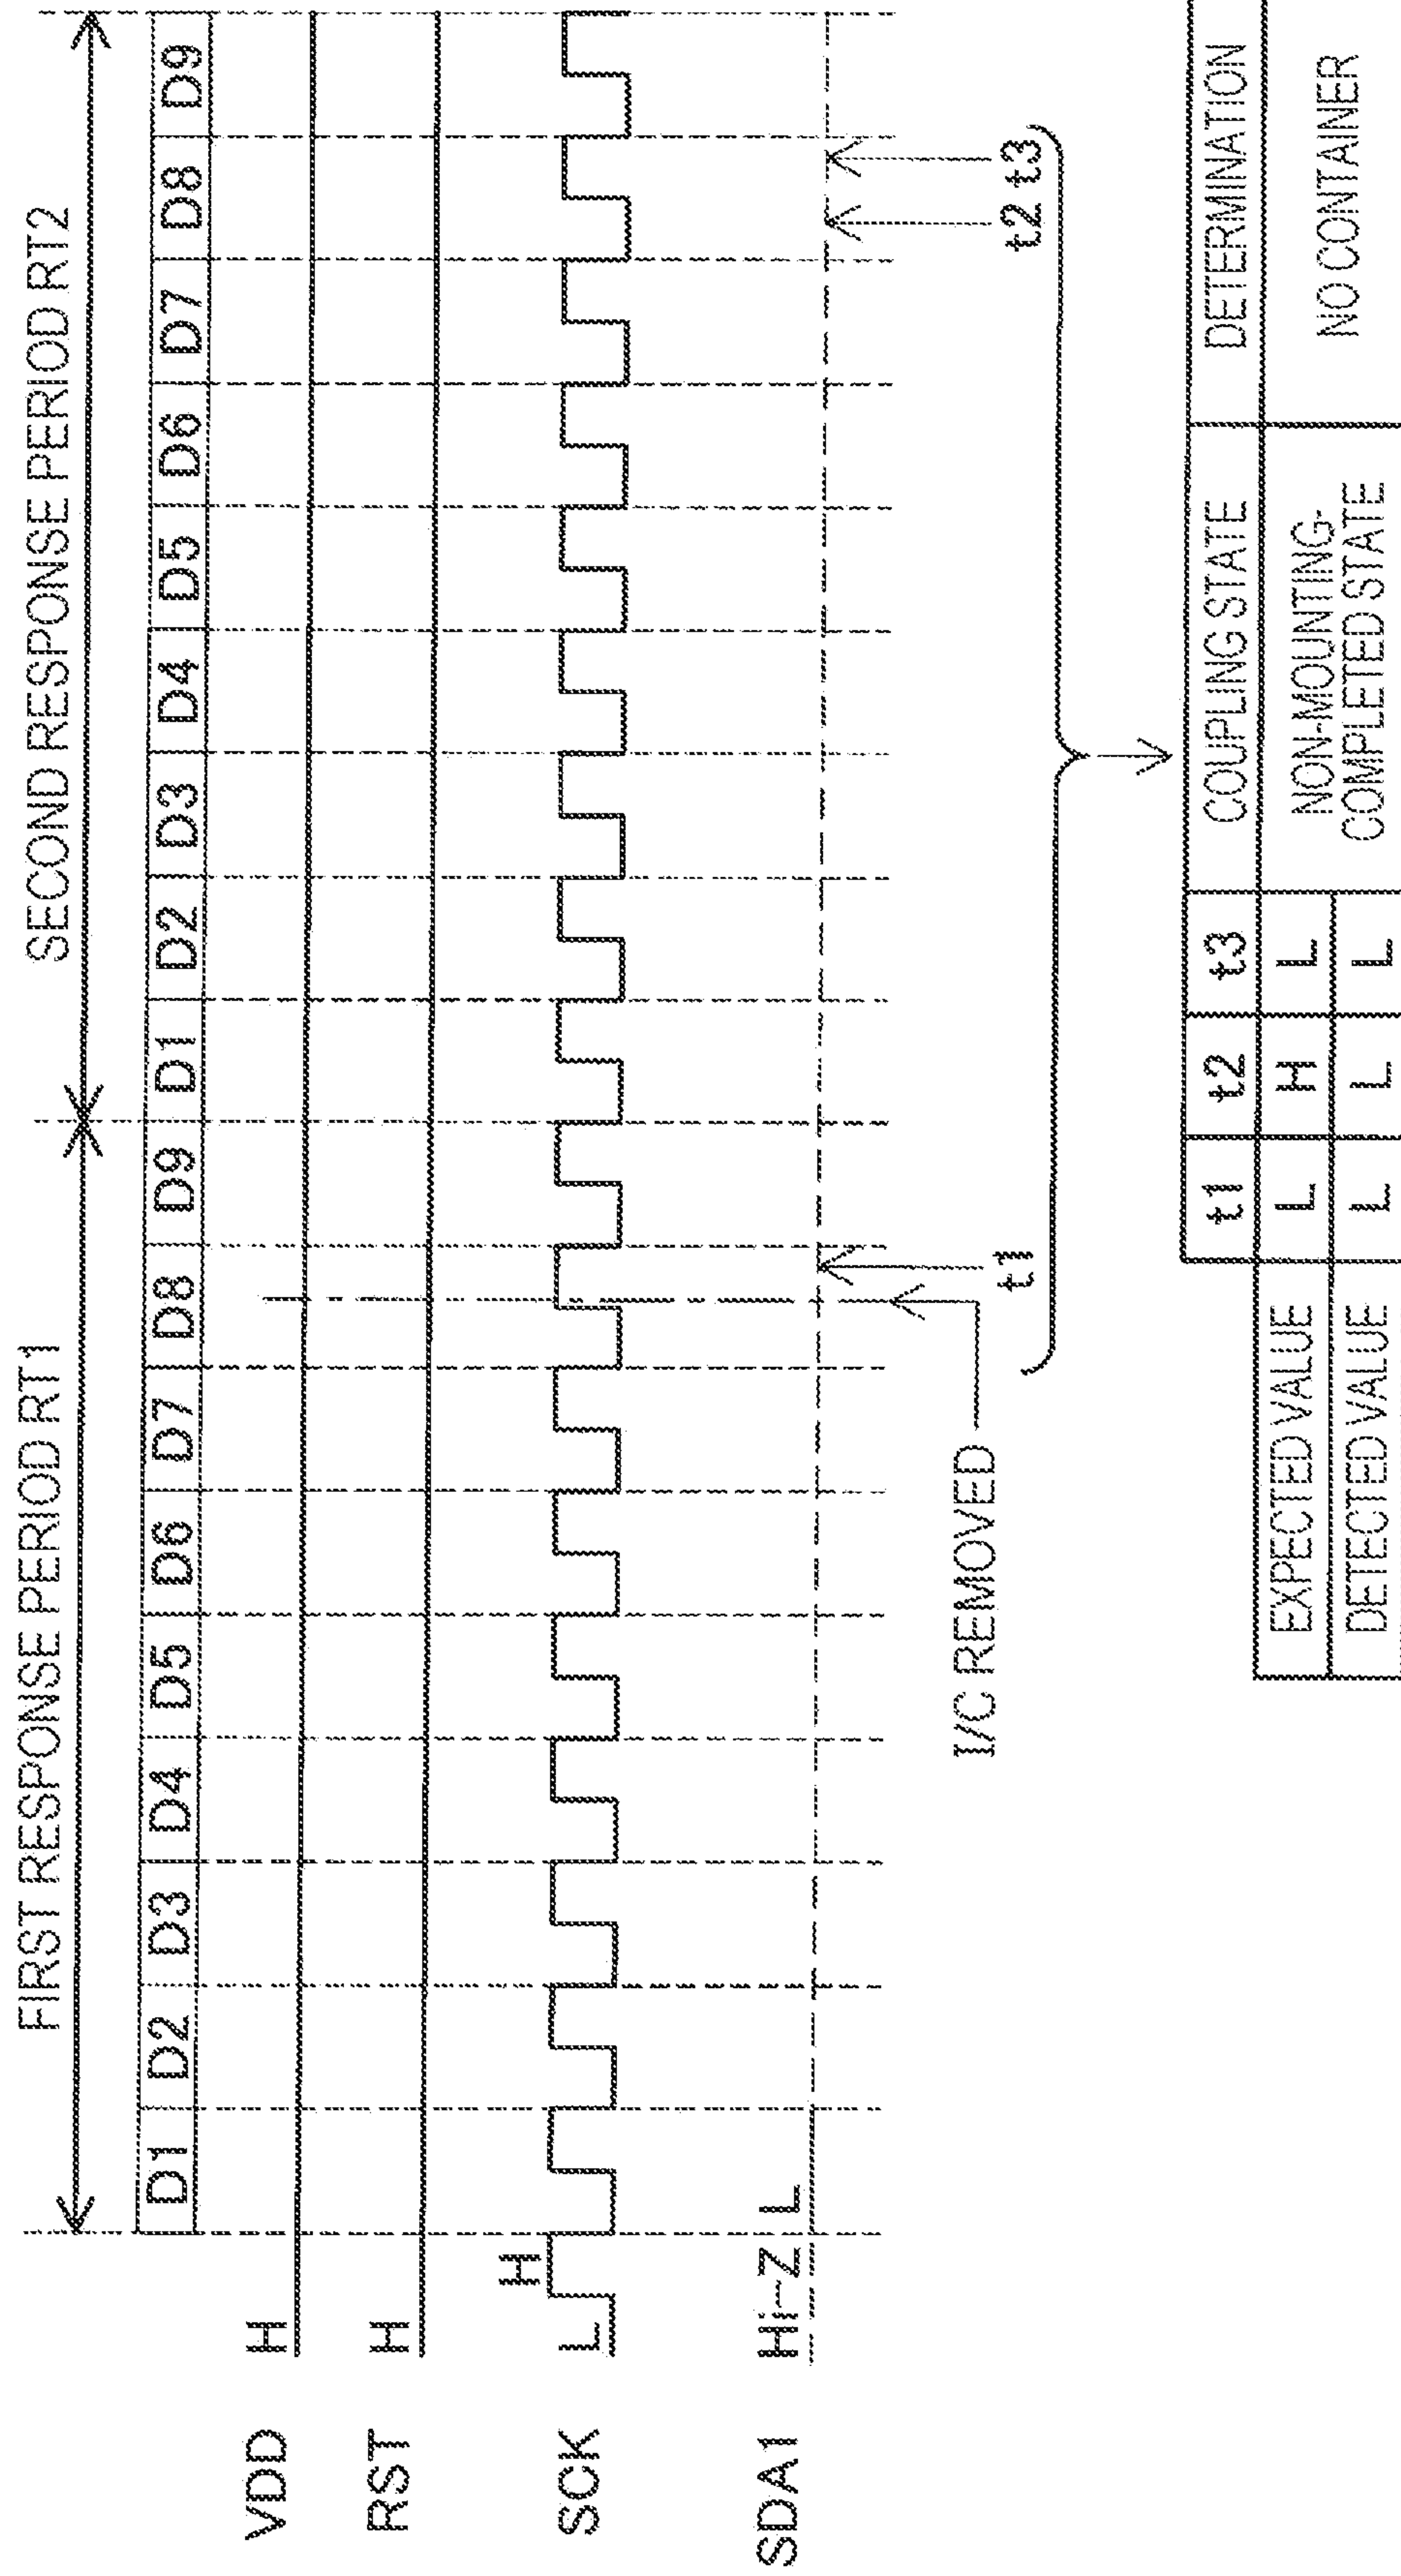 FIRST RESPONSE PERIOD RT1 SECOND RESPONSE PERIOD RT2
D1 D2 D3 D4 D5 D6 D7 D8 D9 D1 D2 D3 D4 D5 D6 D7 D8 D9
VDD H
RST H
SCK L H
SDA1 Hi-Z L
I/C REMOVED
t1 t2 t3
t1 t2 t3 COUPLING STATE DETERMINATION
EXPECTED VALUE L H L NON-MOUNTING-
COMPLETED STATE NO CONTAINER
DETECTED VALUE L L L